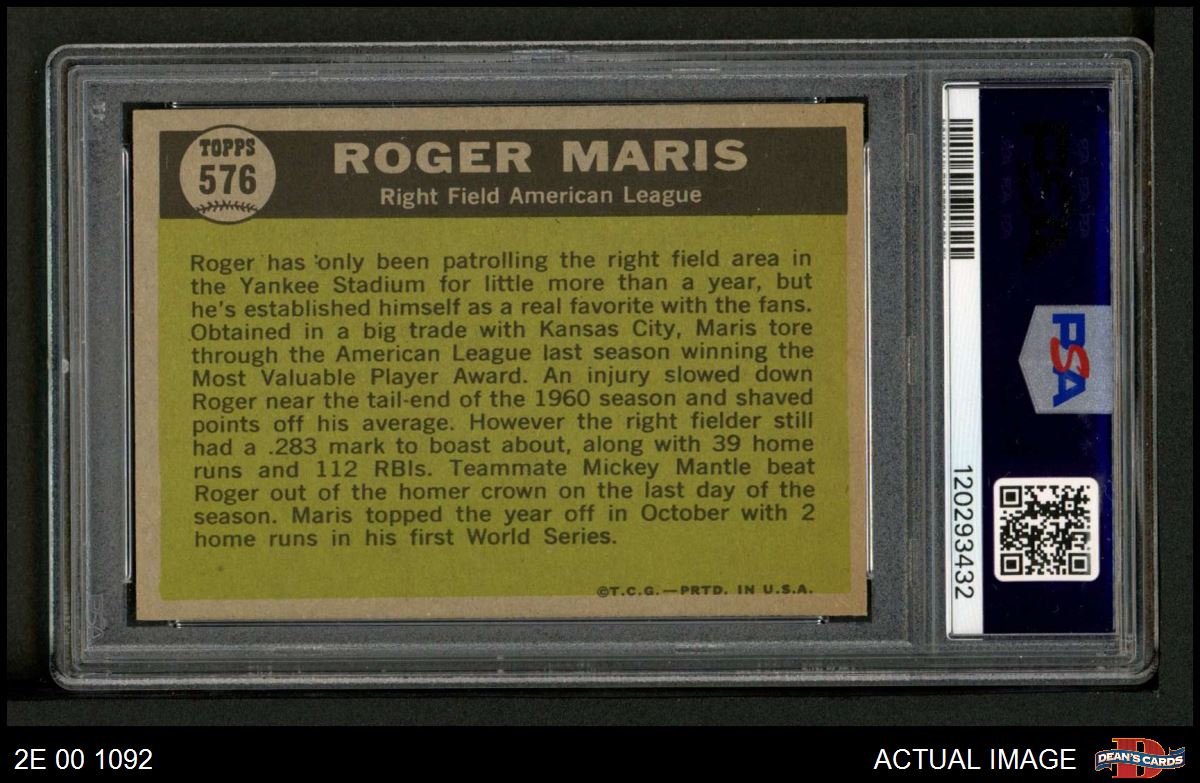 TOPPS
576
ROGER MARIS
Right Field American League
Roger has only been patrolling the right field area in
the Yankee Stadium for little more than a year, but
he's established himself as a real favorite with the fans.
Obtained in a big trade with Kansas City, Maris tore
through the American League last season winning the
Most Valuable Player Award. An injury slowed down
Roger near the tail-end of the 1960 season and shaved
points off his average. However the right fielder still
had a .283 mark to boast about, along with 39 home
runs and 112 RBIs. Teammate Mickey Mantle beat
Roger out of the homer crown on the last day of the
season. Maris topped the year off in October with 2
home runs in his first World Series.
©T.C.G.—PRTD. IN U.S.A.
PSA
120293432
2E 00 1092
ACTUAL IMAGE
DEAN'S CARDS